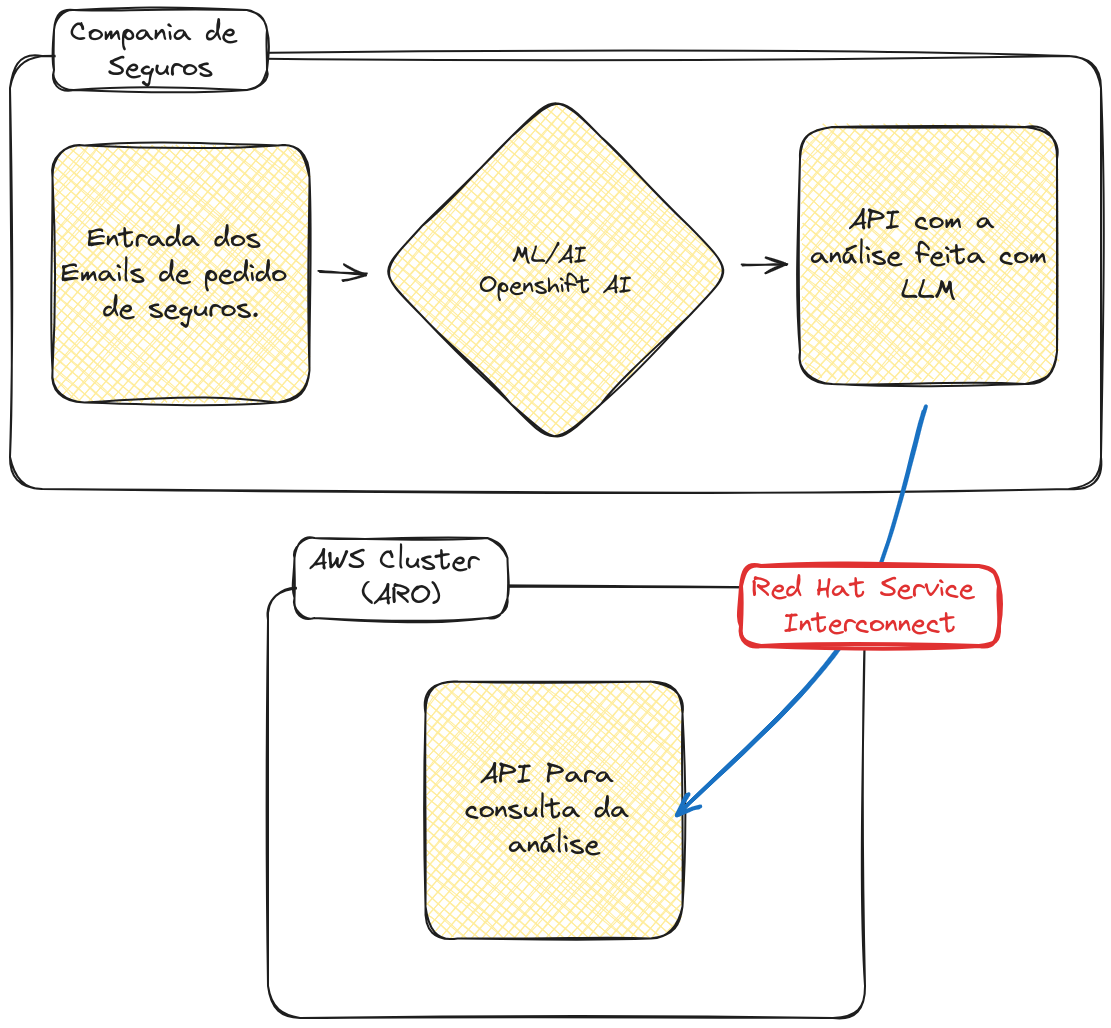 Compania de
Seguros
Entrada dos
Emails de pedido
de seguros.
ML/AI
Openshift AI
API com a
análise feita com
LLM
AWS Cluster
(ARO)
Red Hat Service
Interconnect
API Para
consulta da
análise